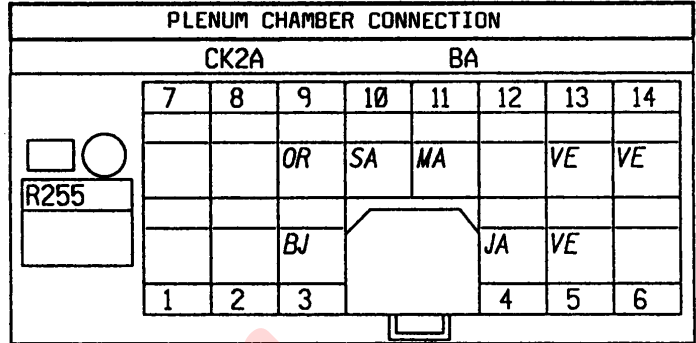 PLENUM CHAMBER CONNECTION
CK2A BA
7 8 9 10 11 12 13 14
OR SA MA VE VE
R255
BJ JA VE
1 2 3 4 5 6